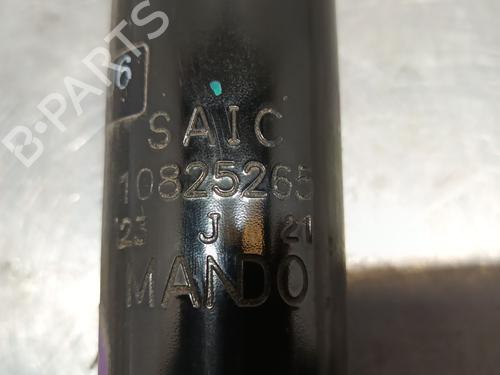 B-PARTS
6
SAIC
10825265
23 J 21
MANDO